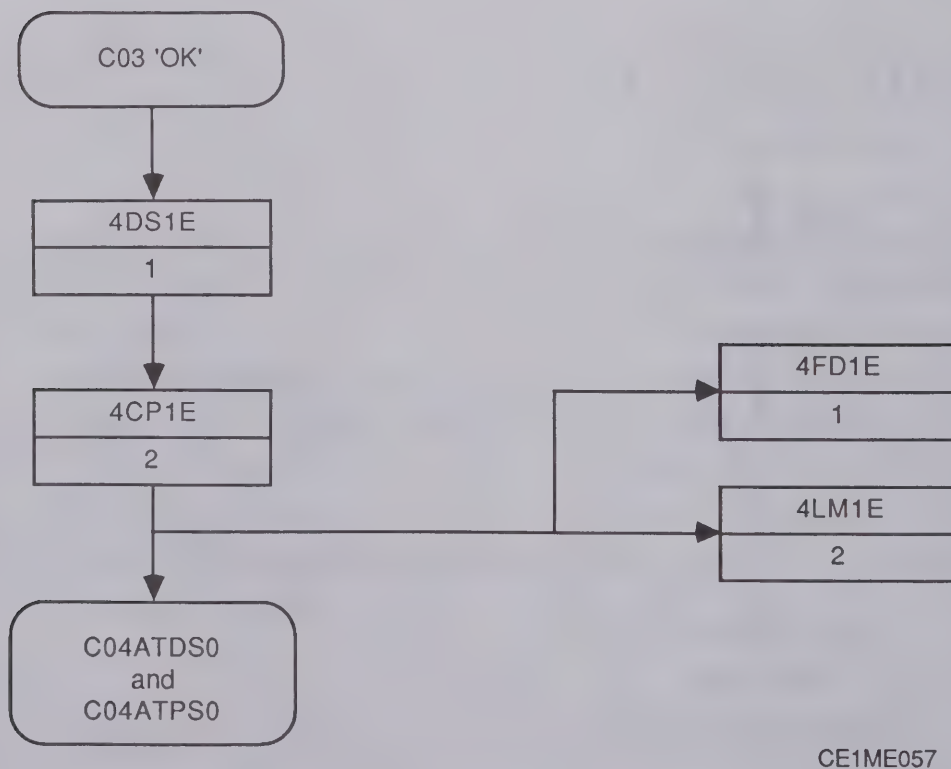 C03 'OK'
4DS1E
1
4CP1E
2
4FD1E
1
4LM1E
2
C04ATDS0
and
C04ATPS0
CE1ME057